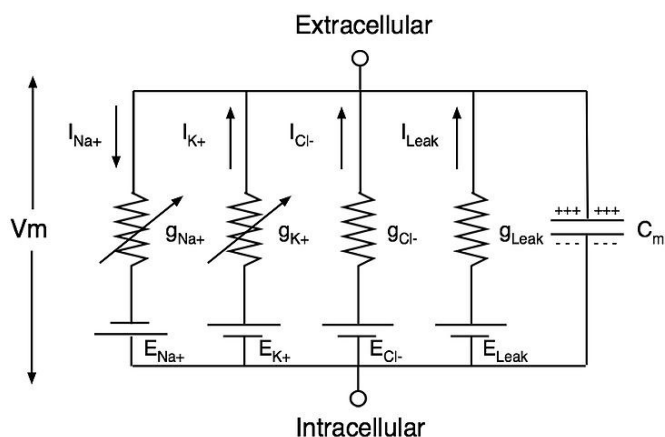 Extracellular
I_Na+
I_K+
I_Cl-
I_Leak
Vm
g_Na+
g_K+
g_Cl-
g_Leak
+++ +++
- - - - -
C_m
E_Na+
E_K+
E_Cl-
E_Leak
Intracellular